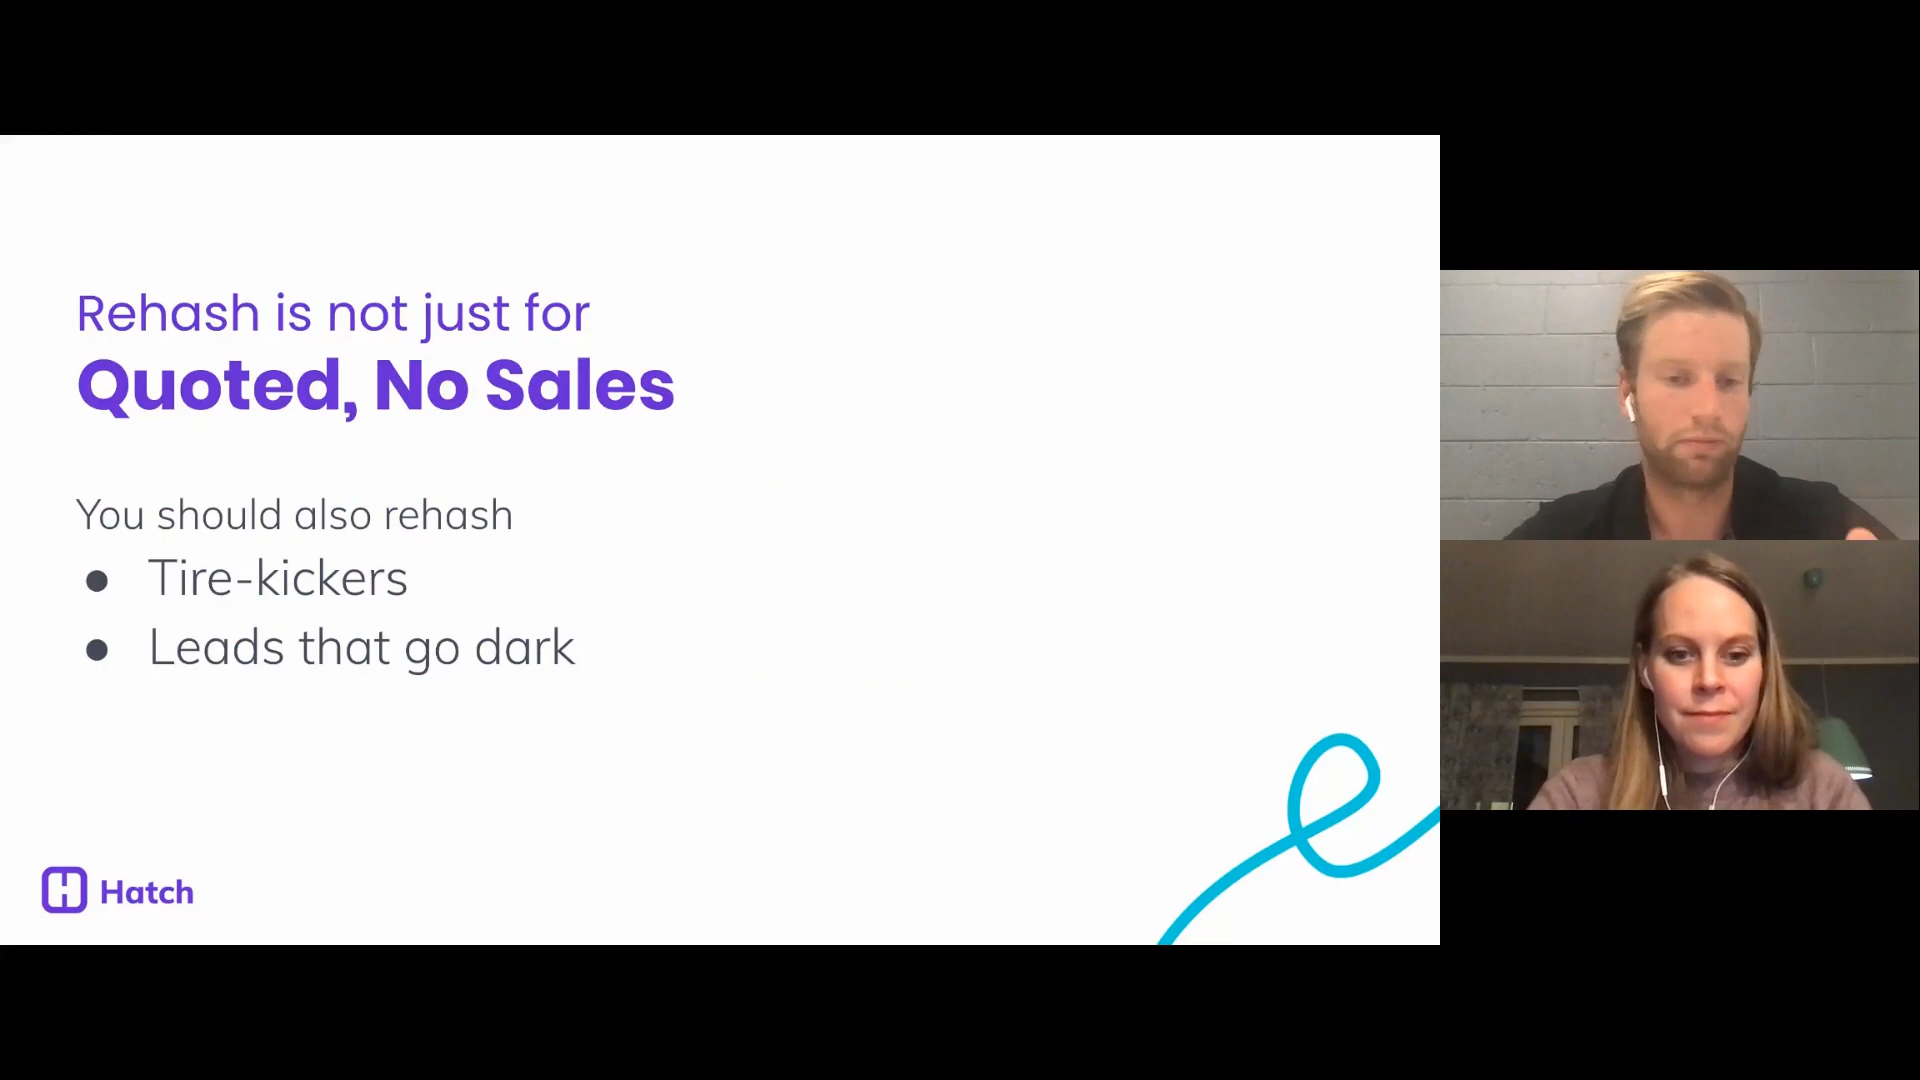 Rehash is not just for
Quoted, No Sales
You should also rehash
● Tire-kickers
● Leads that go dark
Hatch